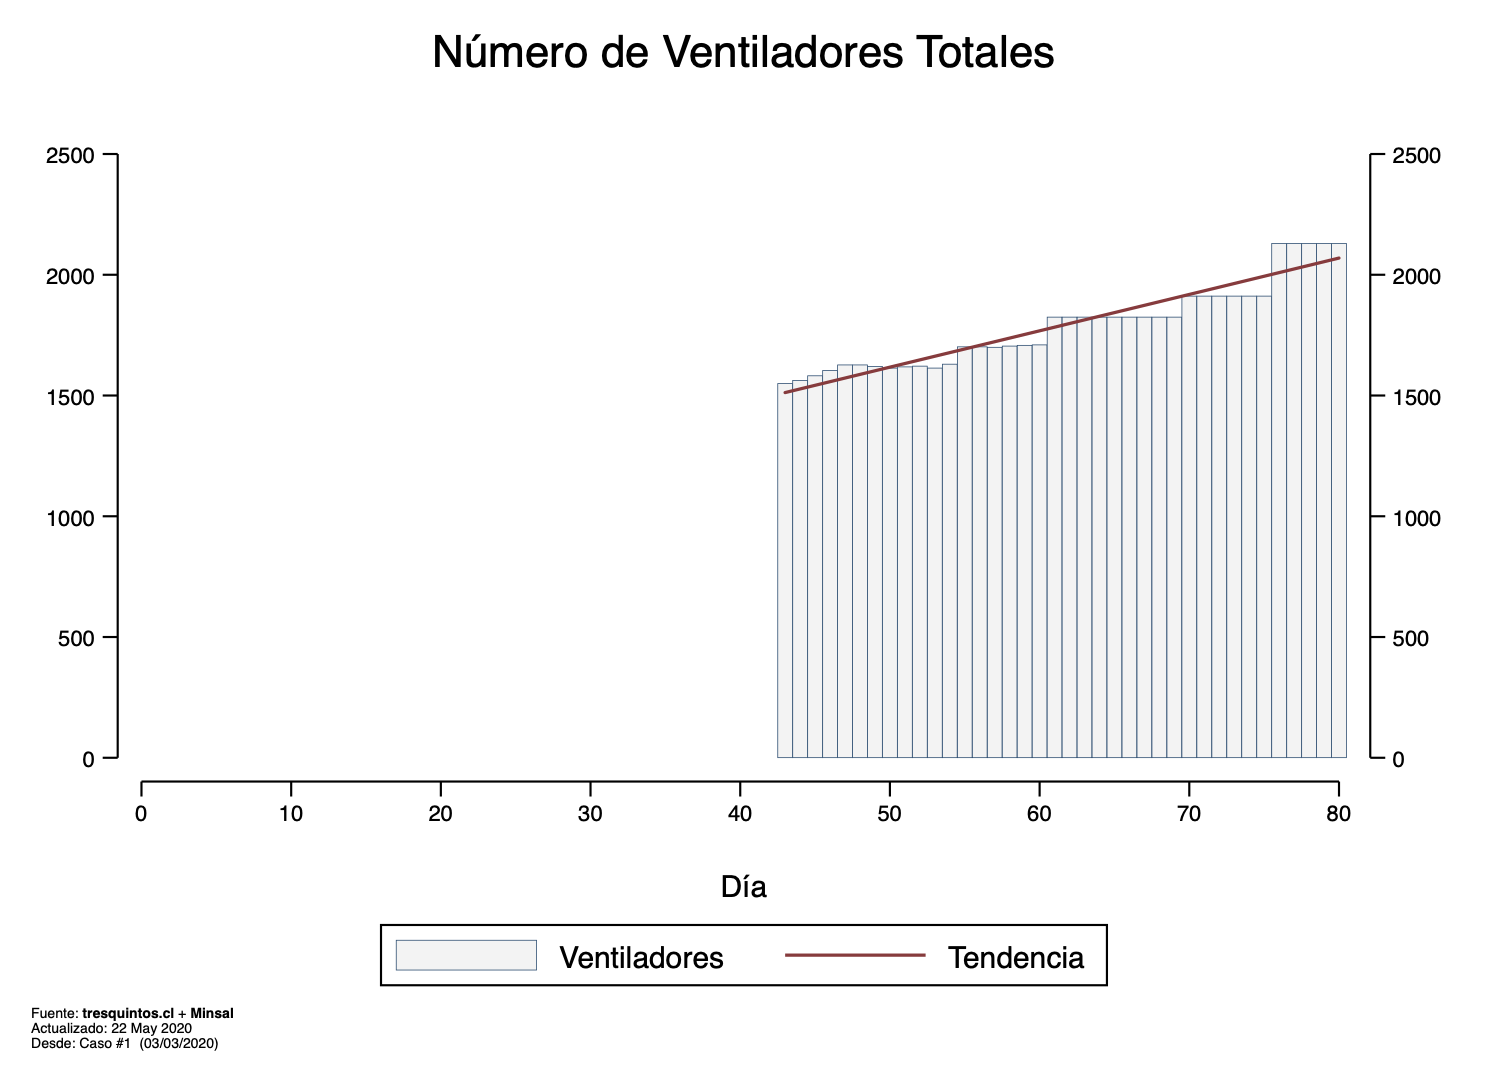 Número de Ventiladores Totales
2500 2500
2000 2000
1500 1500
1000 1000
500 500
0 0
0 10 20 30 40 50 60 70 80
Día
Ventiladores Tendencia
Fuente: tresquintos.cl + Minsal
Actualizado: 22 May 2020
Desde: Caso #1 (03/03/2020)